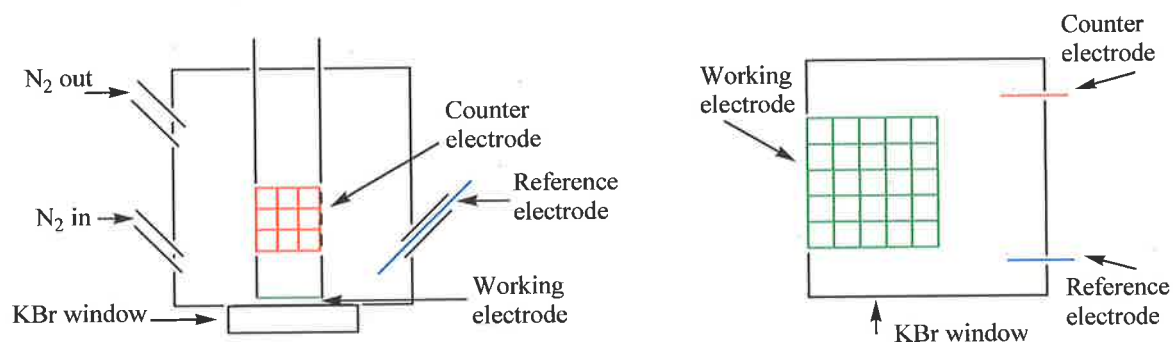 N₂ out
N₂ in
KBr window
Counter
electrode
Reference
electrode
Working
electrode
Working
electrode
Counter
electrode
Reference
electrode
KBr window